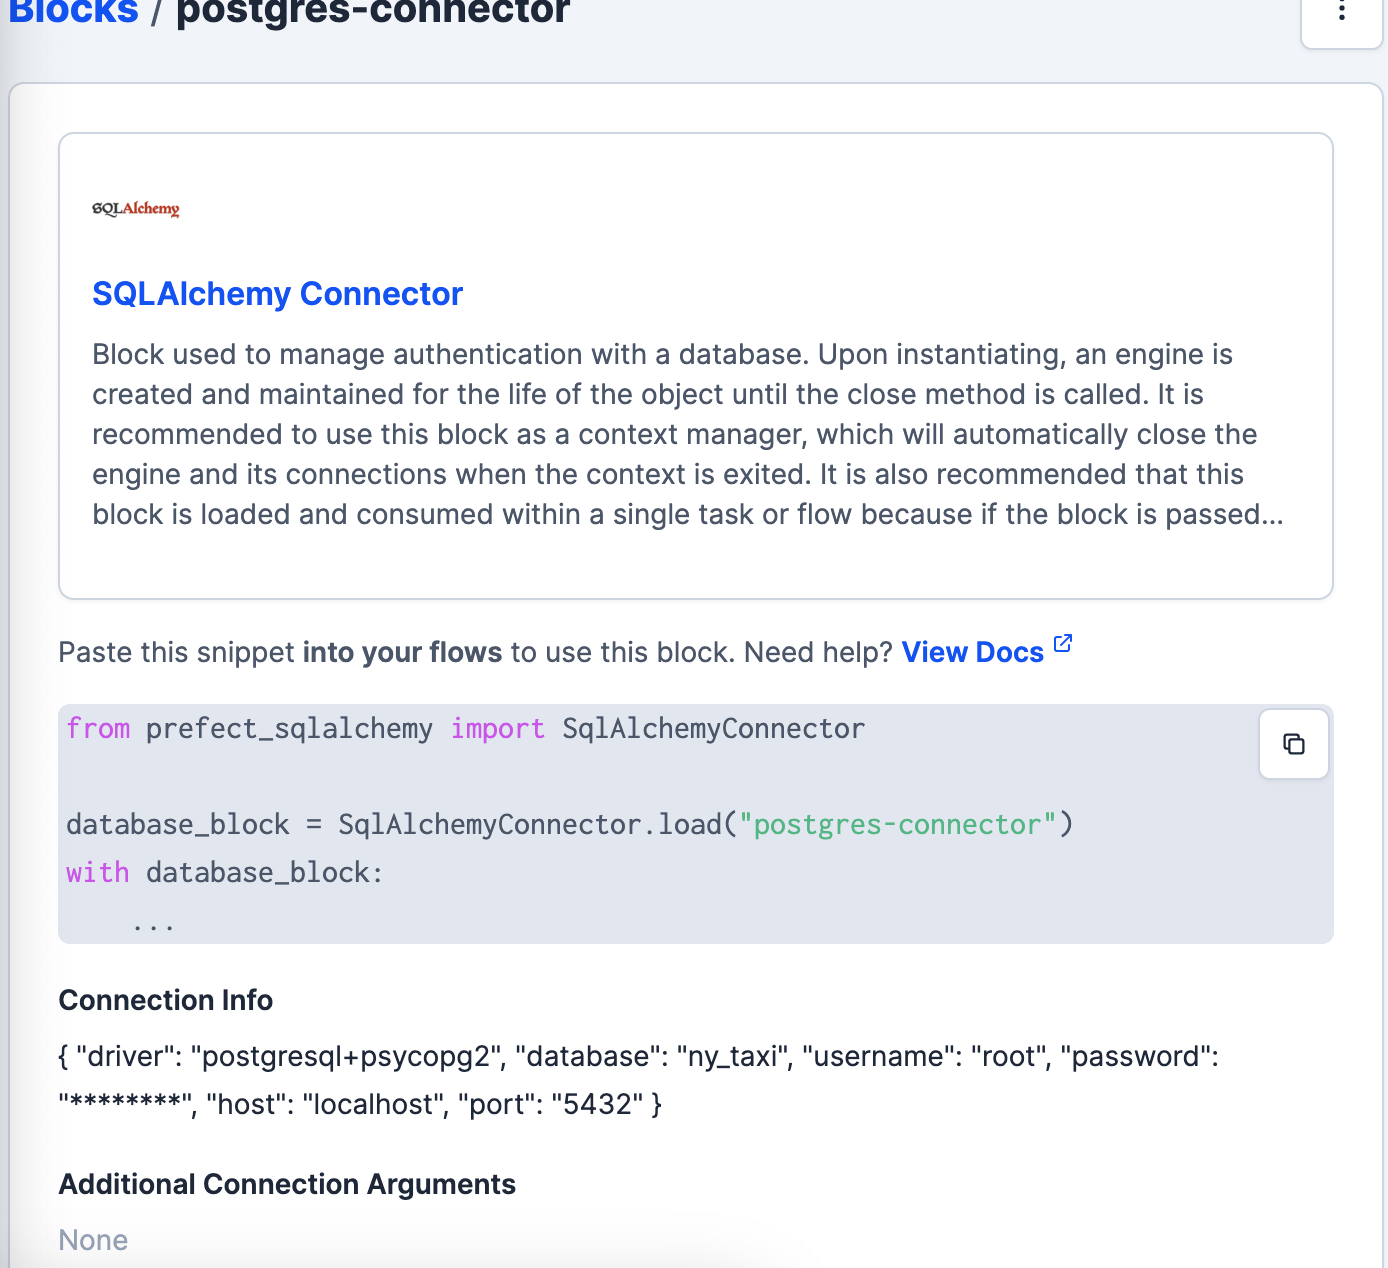 Blocks / postgres-connector
SQLAlchemy
SQLAlchemy Connector
Block used to manage authentication with a database. Upon instantiating, an engine is
created and maintained for the life of the object until the close method is called. It is
recommended to use this block as a context manager, which will automatically close the
engine and its connections when the context is exited. It is also recommended that this
block is loaded and consumed within a single task or flow because if the block is passed...
Paste this snippet into your flows to use this block. Need help? View Docs
from prefect_sqlalchemy import SqlAlchemyConnector
database_block = SqlAlchemyConnector.load("postgres-connector")
with database_block:
    ...
Connection Info
{ "driver": "postgresql+psycopg2", "database": "ny_taxi", "username": "root", "password":
"********", "host": "localhost", "port": "5432" }
Additional Connection Arguments
None